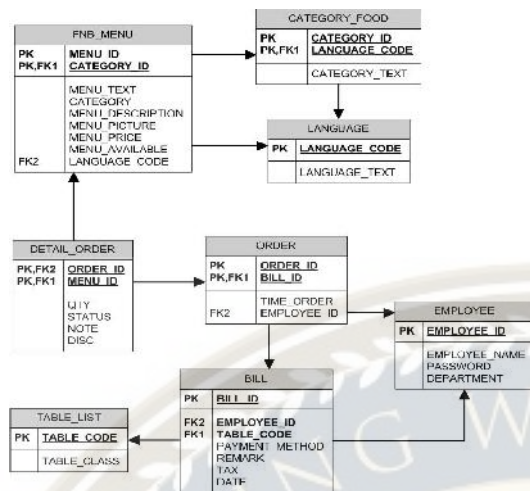 FNB_MENU
PK MENU_ID
PK,FK1 CATEGORY_ID
MENU_TEXT
CATEGORY
MENU_DESCRIPTION
MENU_PICTURE
MENU_PRICE
MENU_AVAILABLE
FK2 LANGUAGE_CODE
CATEGORY_FOOD
PK CATEGORY_ID
PK,FK1 LANGUAGE_CODE
CATEGORY_TEXT
LANGUAGE
PK LANGUAGE_CODE
LANGUAGE_TEXT
DETAIL_ORDER
PK,FK2 ORDER_ID
PK,FK1 MENU_ID
QTY
STATUS
NOTE
DISC
ORDER
PK ORDER_ID
PK,FK1 BILL_ID
TIME_ORDER
FK2 EMPLOYEE_ID
EMPLOYEE
PK EMPLOYEE_ID
EMPLOYEE_NAME
PASSWORD
DEPARTMENT
BILL
PK BILL_ID
FK2 EMPLOYEE_ID
FK1 TABLE_CODE
PAYMENT_METHOD
REMARK
TAX
DATE
TABLE_LIST
PK TABLE_CODE
TABLE_CLASS
NG W